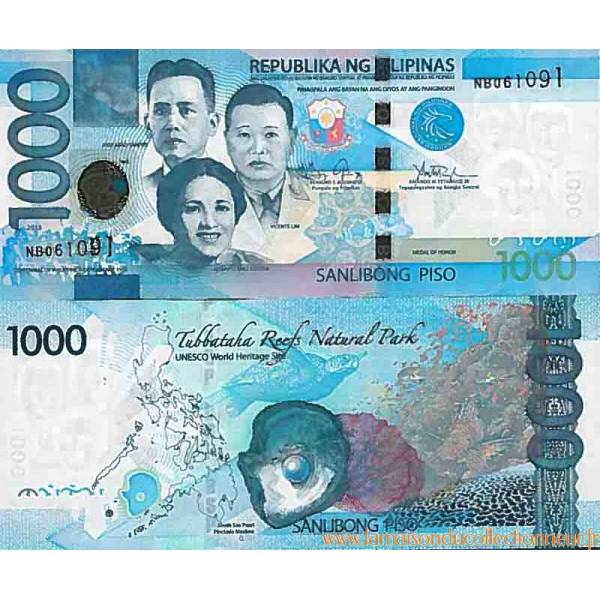 1000
REPUBLIKA NG PILIPINAS
PINAGPALA ANG BAYAN NA ANG DIYOS AY ANG PANGINOON
NB061091
VICENTE LIM
2010
NB061091
MEDAL OF HONOR
SANLIBONG PISO
1000
1000
Tubbataha Reefs Natural Park
UNESCO World Heritage Site
1000
South Sea Pearl
Pinctada Maxima
SANLIBONG PISO
www.lamaisonducollectionneur.fr